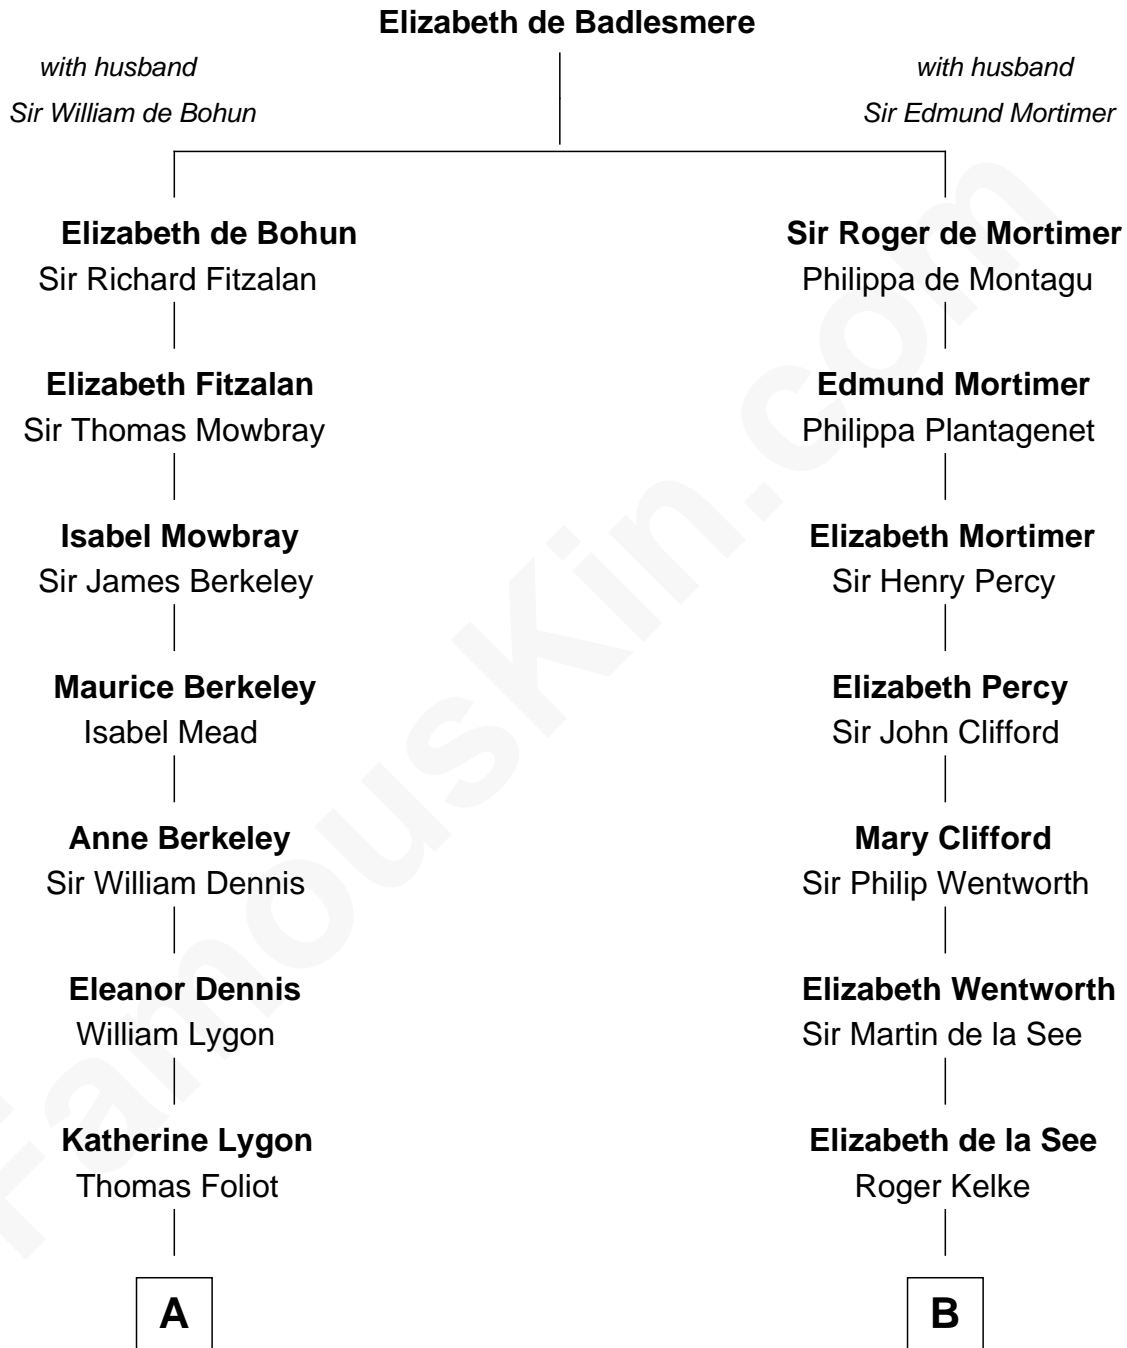 Elizabeth de Badlesmere
with husband
Sir William de Bohun
with husband
Sir Edmund Mortimer
Elizabeth de Bohun
Sir Richard Fitzalan
Elizabeth Fitzalan
Sir Thomas Mowbray
Isabel Mowbray
Sir James Berkeley
Maurice Berkeley
Isabel Mead
Anne Berkeley
Sir William Dennis
Eleanor Dennis
William Lygon
Katherine Lygon
Thomas Foliot
A
Sir Roger de Mortimer
Philippa de Montagu
Edmund Mortimer
Philippa Plantagenet
Elizabeth Mortimer
Sir Henry Percy
Elizabeth Percy
Sir John Clifford
Mary Clifford
Sir Philip Wentworth
Elizabeth Wentworth
Sir Martin de la See
Elizabeth de la See
Roger Kelke
B
FamousKin.com